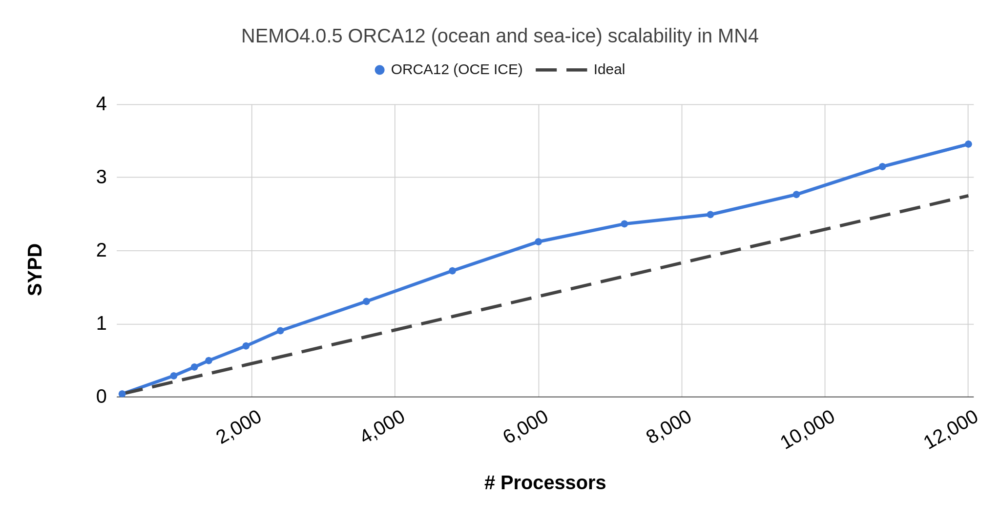 NEMO4.0.5 ORCA12 (ocean and sea-ice) scalability in MN4
ORCA12 (OCE ICE) Ideal
4
3
2
1
0
SYPD
2,000 4,000 6,000 8,000 10,000 12,000
# Processors